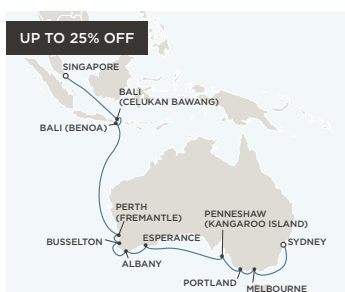 UP TO 25% OFF
SINGAPORE
BALI
(CELUKAN BAWANG)
BALI (BENOA)
PERTH
(FREMANTLE)
PENNESHAW
(KANGAROO ISLAND)
BUSSELTON
ESPERANCE
SYDNEY
ALBANY
PORTLAND
MELBOURNE